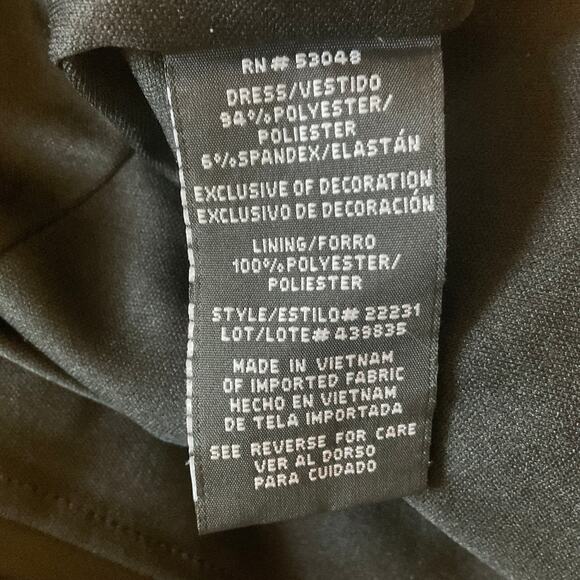 RN# 53048
DRESS/VESTIDO
94%POLYESTER/
POLIESTER
6%SPANDEX/ELASTÁN
EXCLUSIVE OF DECORATION
EXCLUSIVO DE DECORACIÓN
LINING/FORRO
100%POLYESTER/
POLIESTER
STYLE/ESTILO# 22231
LOT/LOTE# 439835
MADE IN VIETNAM
OF IMPORTED FABRIC
HECHO EN VIETNAM
DE TELA IMPORTADA
SEE REVERSE FOR CARE
VER AL DORSO
PARA CUIDADO